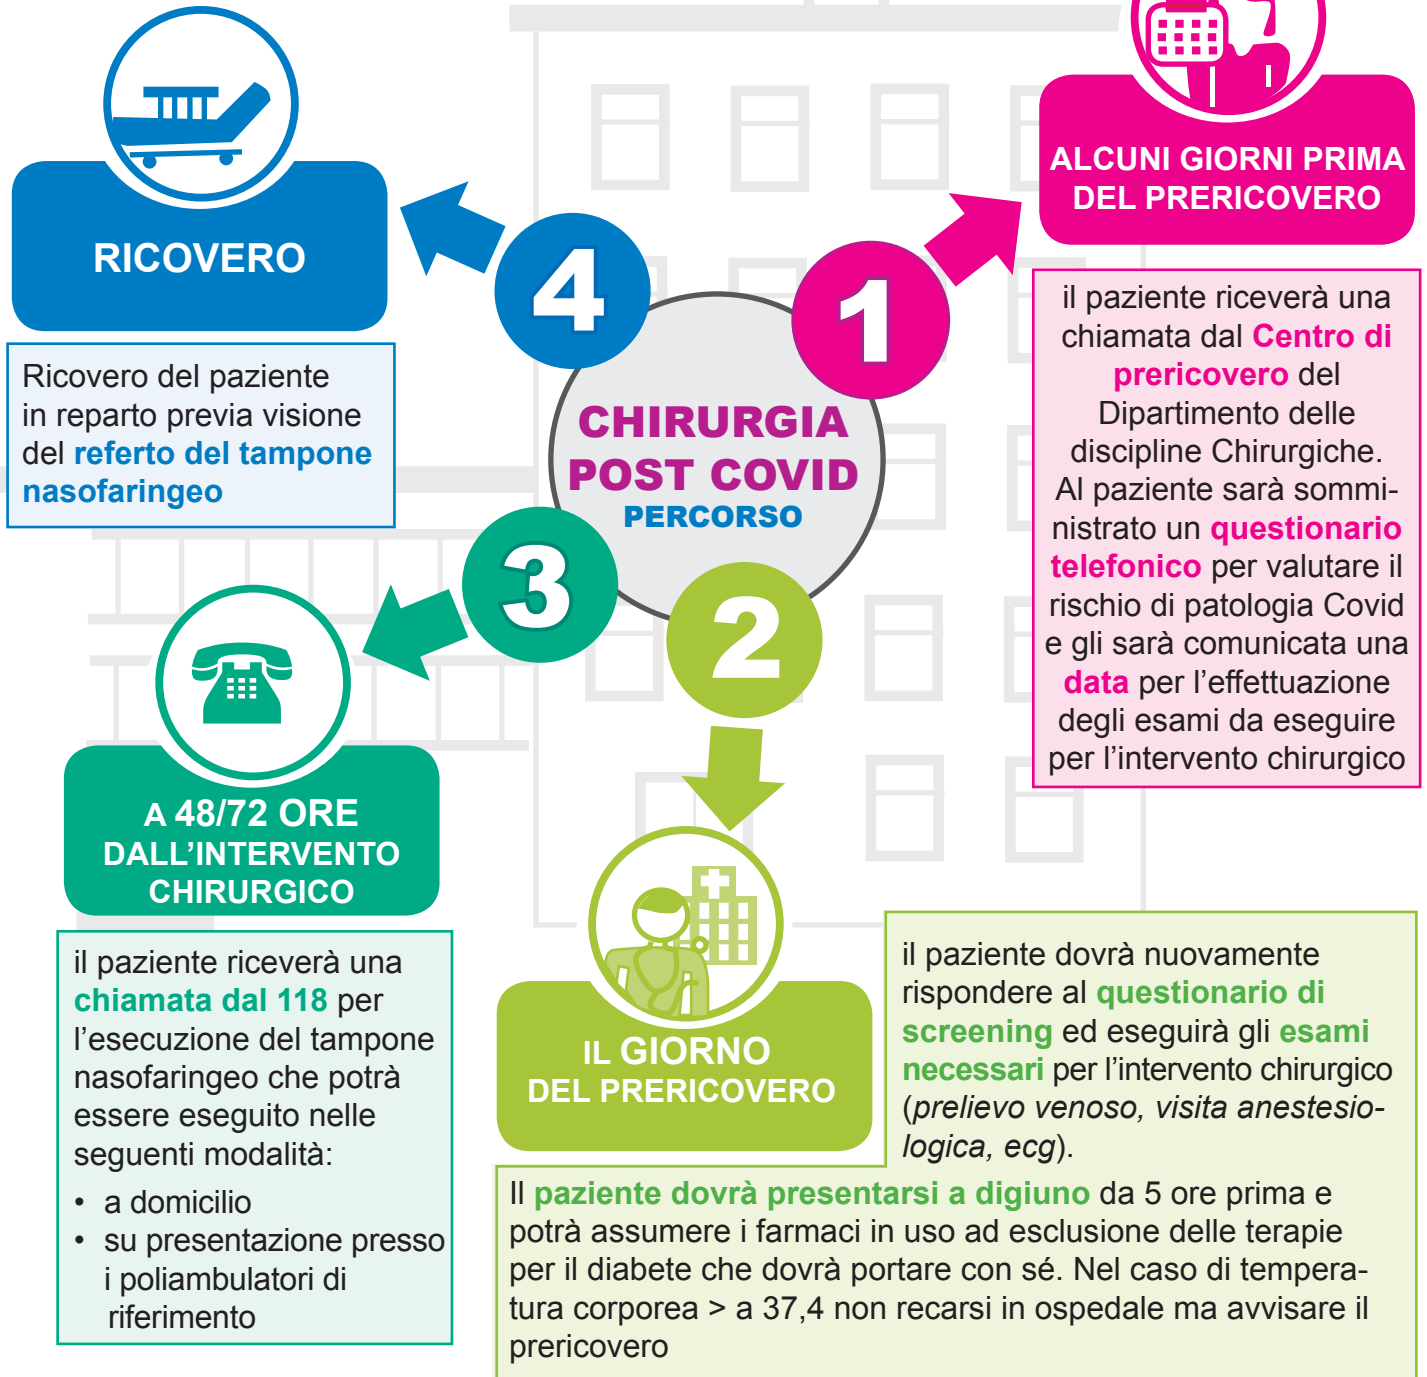 CHIRURGIA
POST COVID
PERCORSO
1
ALCUNI GIORNI PRIMA
DEL PRERICOVERO
il paziente riceverà una
chiamata dal Centro di
prericovero del
Dipartimento delle
discipline Chirurgiche.
Al paziente sarà sommi-
nistrato un questionario
telefonico per valutare il
rischio di patologia Covid
e gli sarà comunicata una
data per l'effettuazione
degli esami da eseguire
per l'intervento chirurgico
2
IL GIORNO
DEL PRERICOVERO
il paziente dovrà nuovamente
rispondere al questionario di
screening ed eseguirà gli esami
necessari per l'intervento chirurgico
(prelievo venoso, visita anestesio-
logica, ecg).
Il paziente dovrà presentarsi a digiuno da 5 ore prima e
potrà assumere i farmaci in uso ad esclusione delle terapie
per il diabete che dovrà portare con sé. Nel caso di tempera-
tura corporea > a 37,4 non recarsi in ospedale ma avvisare il
prericovero
3
A 48/72 ORE
DALL'INTERVENTO
CHIRURGICO
il paziente riceverà una
chiamata dal 118 per
l'esecuzione del tampone
nasofaringeo che potrà
essere eseguito nelle
seguenti modalità:
• a domicilio
• su presentazione presso
i poliambulatori di
riferimento
4
RICOVERO
Ricovero del paziente
in reparto previa visione
del referto del tampone
nasofaringeo